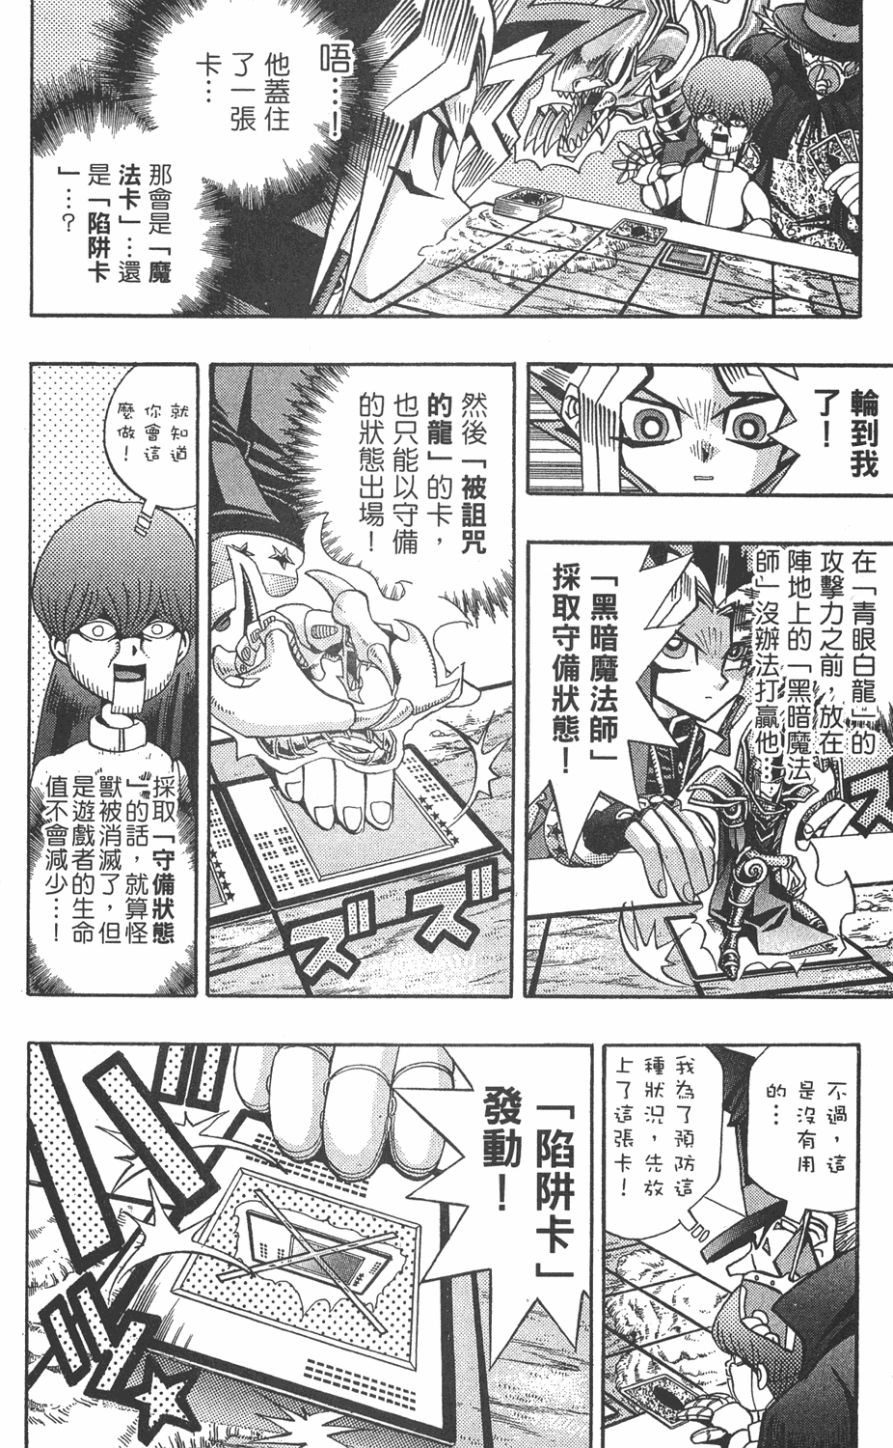 唔⋯!
他蓋住
了一張
卡⋯
那會是「魔
法卡」⋯還
是「陷阱卡
」⋯?
輪到我
了!
在「青眼白龍」的
攻擊力之前,放在
陣地上的「黑暗魔法
師」沒辦法打贏他⋯
「黑暗魔法師」
採取守備狀態!
然後「被詛咒
的龍」的卡,
也只能以守備
的狀態出場!
ズズ
就知道
你會這
麼做!
採取「守備狀態
」的話,就算怪
獸被消滅了,但
是遊戲者的生命
值不會減少⋯!
不過,這
是沒有用
的⋯
我為了預防這
種狀況,先放
上了這張卡!
「陷阱卡」
發動!